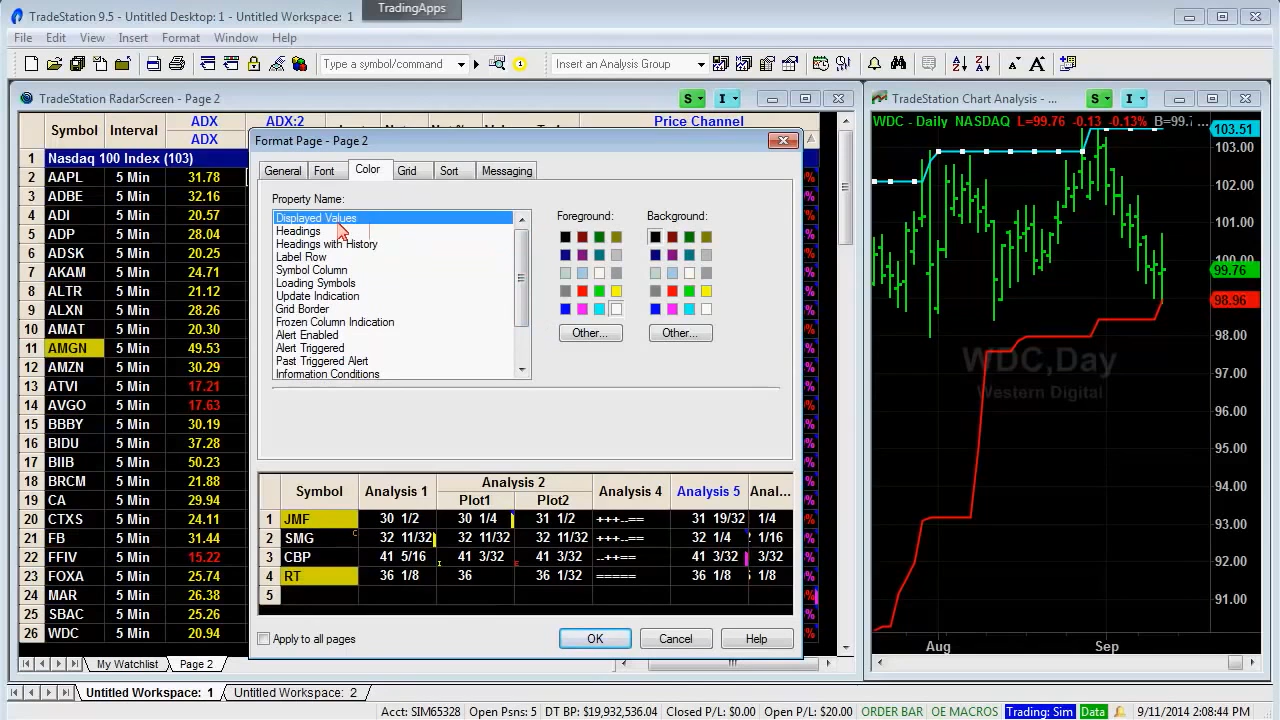 TradingApps
TradeStation 9.5 - Untitled Desktop: 1 - Untitled Workspace: 1
File Edit View Insert Format Window Help
Type a symbol/command
Insert an Analysis Group
TradeStation RadarScreen - Page 2
S I
Symbol Interval ADX ADX:2 Price Channel
ADX
1 Nasdaq 100 Index (103)
2 AAPL 5 Min 31.78
3 ADBE 5 Min 32.16
4 ADI 5 Min 20.57
5 ADP 5 Min 28.04
6 ADSK 5 Min 20.25
7 AKAM 5 Min 24.71
8 ALTR 5 Min 21.12
9 ALXN 5 Min 28.26
10 AMAT 5 Min 20.30
11 AMGN 5 Min 49.53
12 AMZN 5 Min 30.29
13 ATVI 5 Min 17.21
14 AVGO 5 Min 17.63
15 BBBY 5 Min 30.19
16 BIDU 5 Min 37.28
17 BIIB 5 Min 50.23
18 BRCM 5 Min 21.88
19 CA 5 Min 29.94
20 CTXS 5 Min 24.11
21 FB 5 Min 31.44
22 FFIV 5 Min 15.22
23 FOXA 5 Min 25.74
24 MAR 5 Min 26.38
25 SBAC 5 Min 25.26
26 WDC 5 Min 20.94
My Watchlist Page 2
Format Page - Page 2
General Font Color Grid Sort Messaging
Property Name:
Displayed Values
Headings
Headings with History
Label Row
Symbol Column
Loading Symbols
Update Indication
Grid Border
Frozen Column Indication
Alert Enabled
Alert Triggered
Past Triggered Alert
Information Conditions
Foreground: Background:
Other... Other...
Symbol Analysis 1 Analysis 2 Analysis 4 Analysis 5 Anal...
Plot1 Plot2
1 JMF 30 1/2 30 1/4 31 1/2 +++--== 31 19/32 1/4
2 SMG 32 11/32 32 11/32 32 11/32 +++--== 32 1/4 1/16
3 CBP 41 5/16 41 3/32 41 3/32 --++== 41 3/32 3/32
4 RT 36 1/8 36 36 1/32 ===== 36 1/8 1/8
5
Apply to all pages
OK Cancel Help
TradeStation Chart Analysis - ...
S I
WDC - Daily NASDAQ L=99.76 -0.13 -0.13% B=99.
103.51
103.00
102.00
101.00
100.00
99.76
98.96
98.00
97.00
96.00
95.00
94.00
93.00
92.00
91.00
WDC,Day
Western Digital
Aug Sep
Untitled Workspace: 1 Untitled Workspace: 2
Acct: SIM65328 Open Psns: 5 DT BP: $19,932,536.04 Closed P/L: $0.00 Open P/L: $20.00 ORDER BAR OE MACROS Trading: Sim Data 9/11/2014 2:08:44 PM